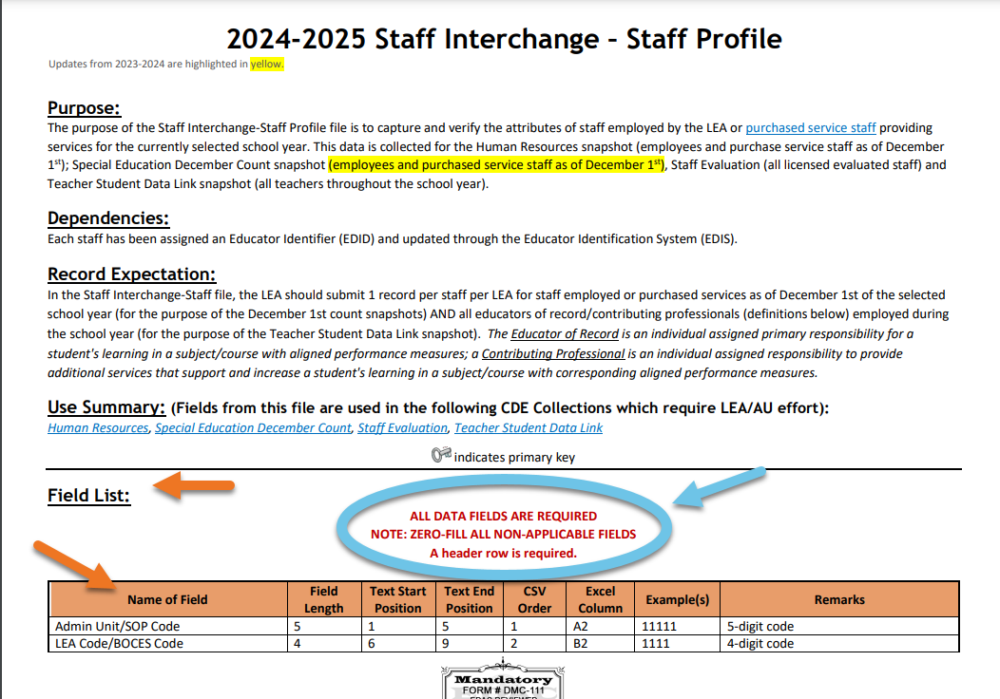 2024-2025 Staff Interchange – Staff Profile
Updates from 2023-2024 are highlighted in yellow.
Purpose:
The purpose of the Staff Interchange-Staff Profile file is to capture and verify the attributes of staff employed by the LEA or purchased service staff providing
services for the currently selected school year. This data is collected for the Human Resources snapshot (employees and purchase service staff as of December
1st); Special Education December Count snapshot (employees and purchased service staff as of December 1st), Staff Evaluation (all licensed evaluated staff) and
Teacher Student Data Link snapshot (all teachers throughout the school year).
Dependencies:
Each staff has been assigned an Educator Identifier (EDID) and updated through the Educator Identification System (EDIS).
Record Expectation:
In the Staff Interchange-Staff file, the LEA should submit 1 record per staff per LEA for staff employed or purchased services as of December 1st of the selected
school year (for the purpose of the December 1st count snapshots) AND all educators of record/contributing professionals (definitions below) employed during
the school year (for the purpose of the Teacher Student Data Link snapshot). The Educator of Record is an individual assigned primary responsibility for a
student's learning in a subject/course with aligned performance measures; a Contributing Professional is an individual assigned responsibility to provide
additional services that support and increase a student's learning in a subject/course with corresponding aligned performance measures.
Use Summary: (Fields from this file are used in the following CDE Collections which require LEA/AU effort):
Human Resources, Special Education December Count, Staff Evaluation, Teacher Student Data Link
indicates primary key
Field List:
ALL DATA FIELDS ARE REQUIRED
NOTE: ZERO-FILL ALL NON-APPLICABLE FIELDS
A header row is required.
Name of Field Field Length Text Start Position Text End Position CSV Order Excel Column Example(s) Remarks
Admin Unit/SOP Code 5 1 5 1 A2 11111 5-digit code
LEA Code/BOCES Code 4 6 9 2 B2 1111 4-digit code
Mandatory
FORM # DMC-111
EDAC REVIEWED